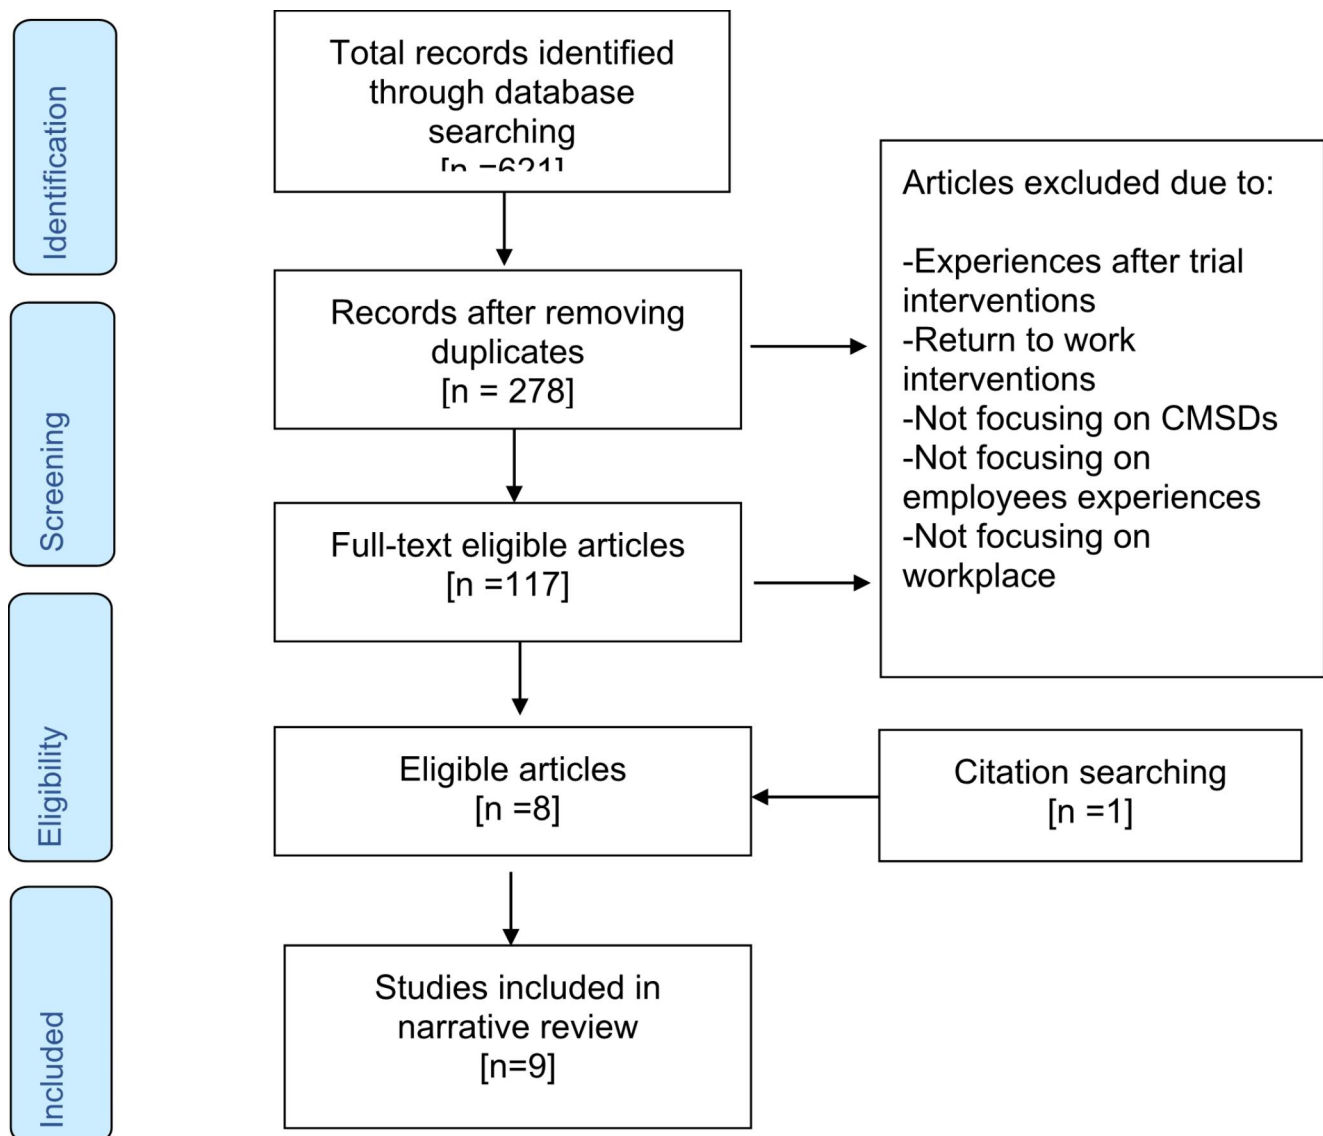 Identification
Total records identified
through database
searching
[n =621]
Records after removing
duplicates
[n = 278]
Screening
Full-text eligible articles
[n =117]
Articles excluded due to:
-Experiences after trial
interventions
-Return to work
interventions
-Not focusing on CMSDs
-Not focusing on
employees experiences
-Not focusing on
workplace
Eligibility
Eligible articles
[n =8]
Citation searching
[n =1]
Included
Studies included in
narrative review
[n=9]